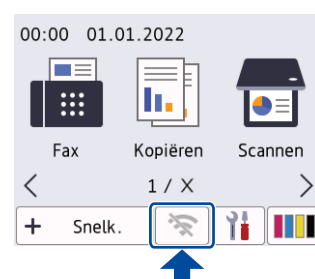 00:00 01.01.2022
Fax Kopiëren Scannen
1 / X
+ Snelk.